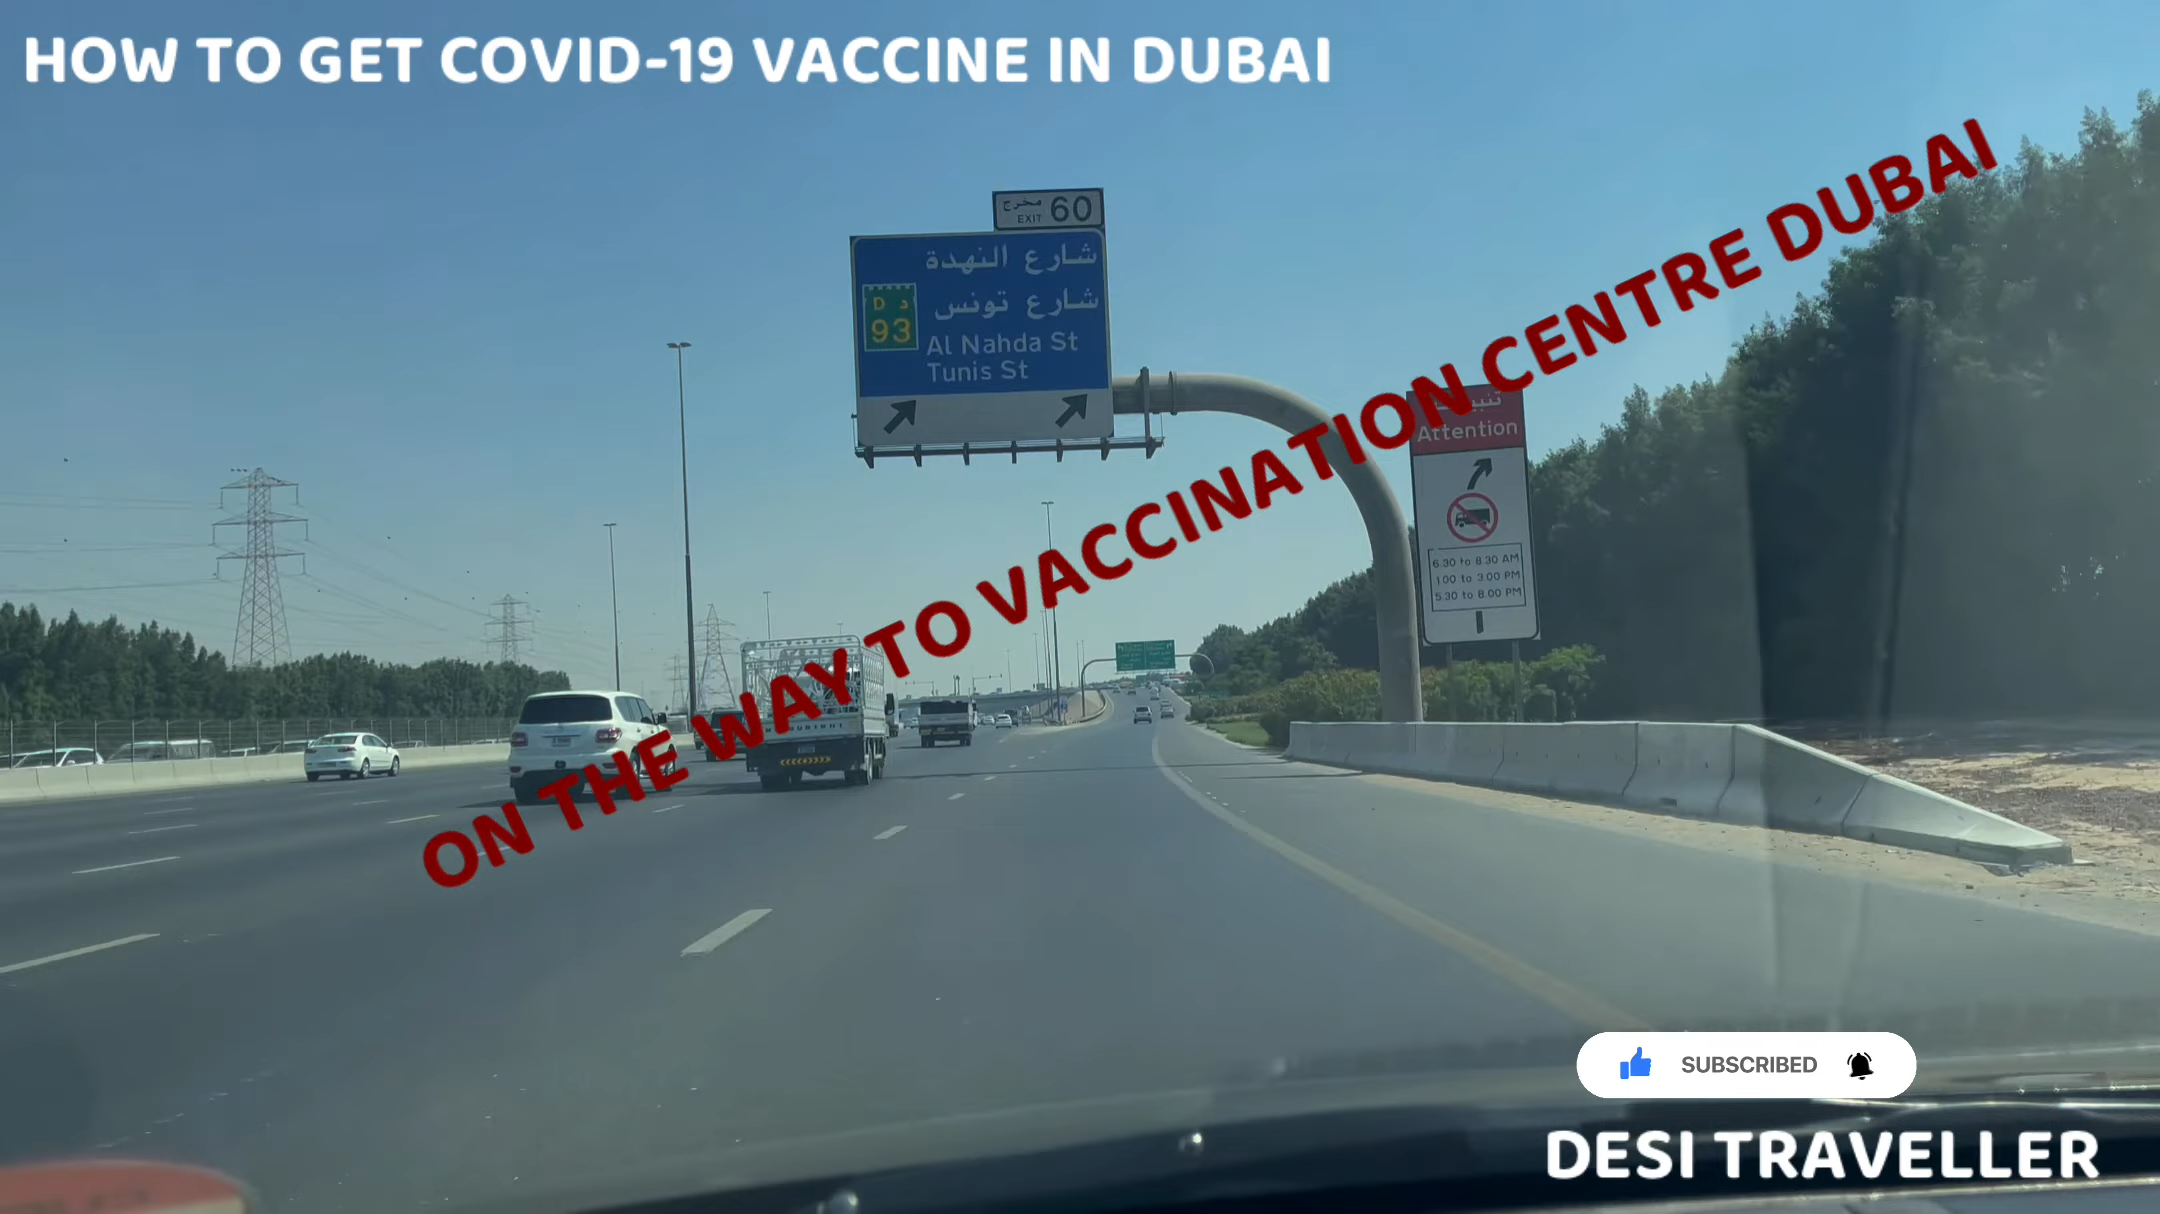 HOW TO GET COVID-19 VACCINE IN DUBAI
مخرج
EXIT 60
شارع النهدة
شارع تونس
D د
93
Al Nahda St
Tunis St
ON THE WAY TO VACCINATION CENTRE DUBAI
Attention
6.30 to 8.30 AM
1.00 to 3.00 PM
5.30 to 8.00 PM
SUBSCRIBED
DESI TRAVELLER